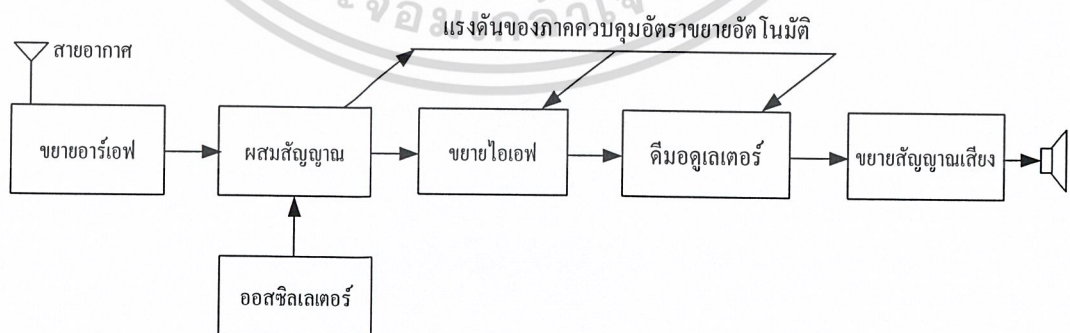 แรงดันของภาคควบคุมอัตราขยายอัตโนมัติ
สายอากาศ
ขยายอาร์เอฟ
ผสมสัญญาณ
ขยายไอเอฟ
ดีมอดูเลเตอร์
ขยายสัญญาณเสียง
ออสซิลเลเตอร์